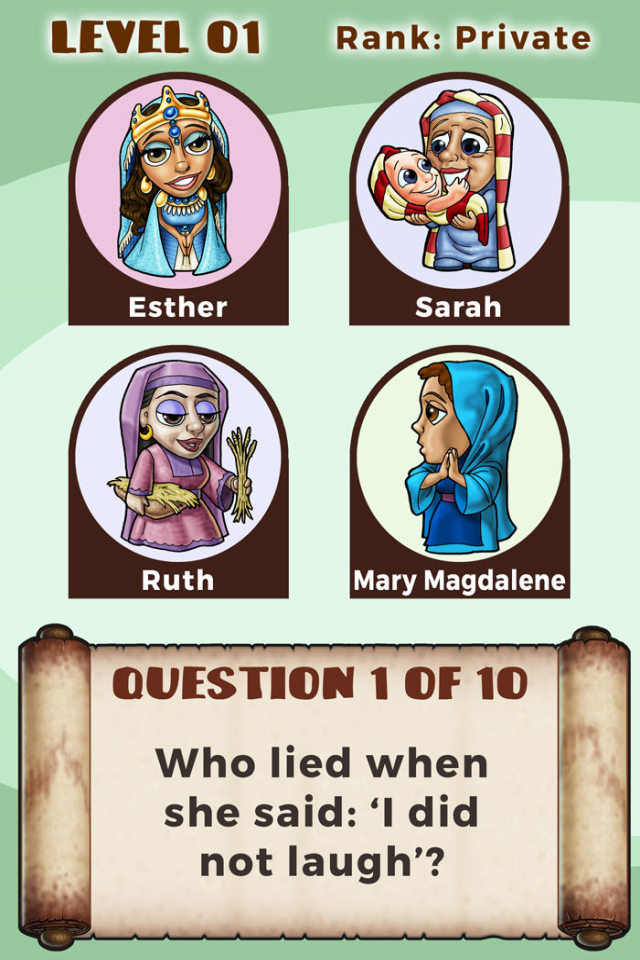 LEVEL 01
Rank: Private
Esther
Sarah
Ruth
Mary Magdalene
QUESTION 1 OF 10
Who lied when
she said: ‘I did
not laugh’?